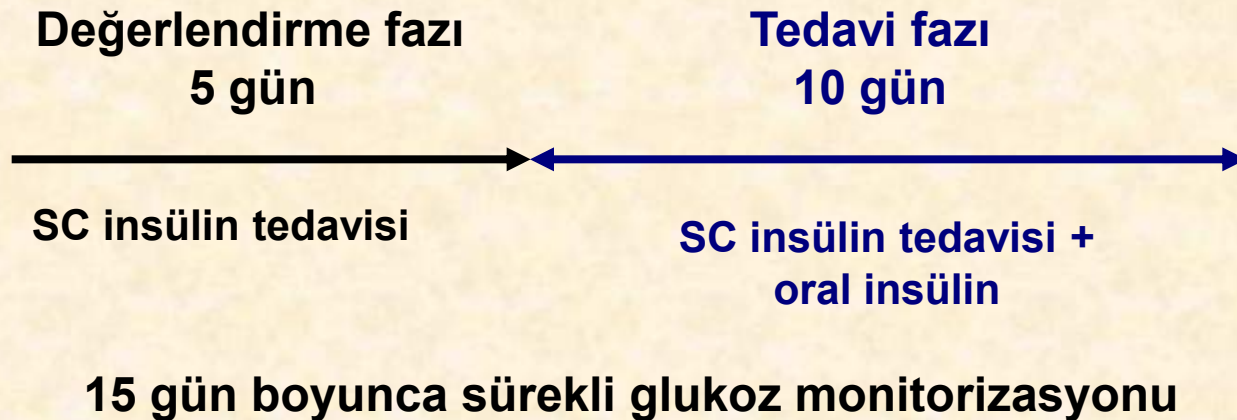 Değerlendirme fazı
5 gün
Tedavi fazı
10 gün
SC insülin tedavisi
SC insülin tedavisi +
oral insülin
15 gün boyunca sürekli glukoz monitorizasyonu